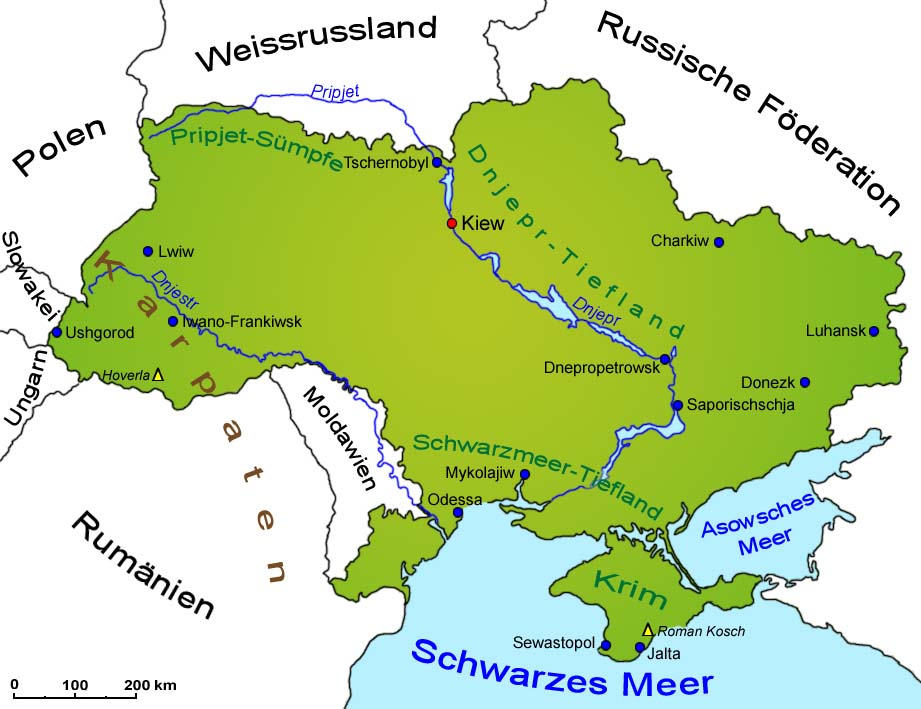 Weissrussland
Russische Föderation
Polen
Pripjet
Pripjet-Sümpfe
Tschernobyl
Dnjepr-Tiefland
Kiew
Charkiw
Slowakei
Lwiw
Karpaten
Dnjestr
Dnjepr
Iwano-Frankiwsk
Ushgorod
Luhansk
Ungarn
Hoverla
Dnepropetrowsk
Donezk
Moldawien
Saporischschja
Schwarzmeer-Tiefland
Mykolajiw
Odessa
Asowsches
Meer
Rumänien
Krim
Roman Kosch
Sewastopol
Jalta
Schwarzes Meer
0 100 200 km